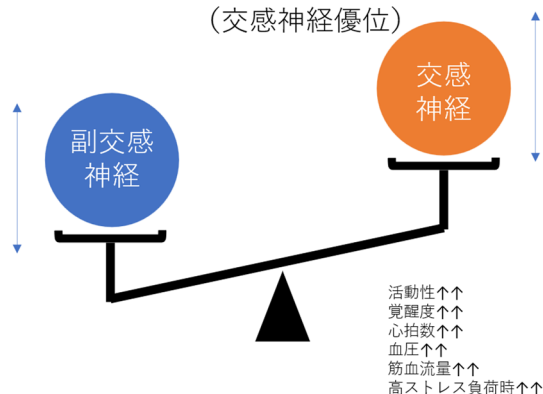 （交感神経優位）
交感
神経
副交感
神経
活動性↑↑
覚醒度↑↑
心拍数↑↑
血圧↑↑
筋血流量↑↑
高ストレス負荷時↑↑